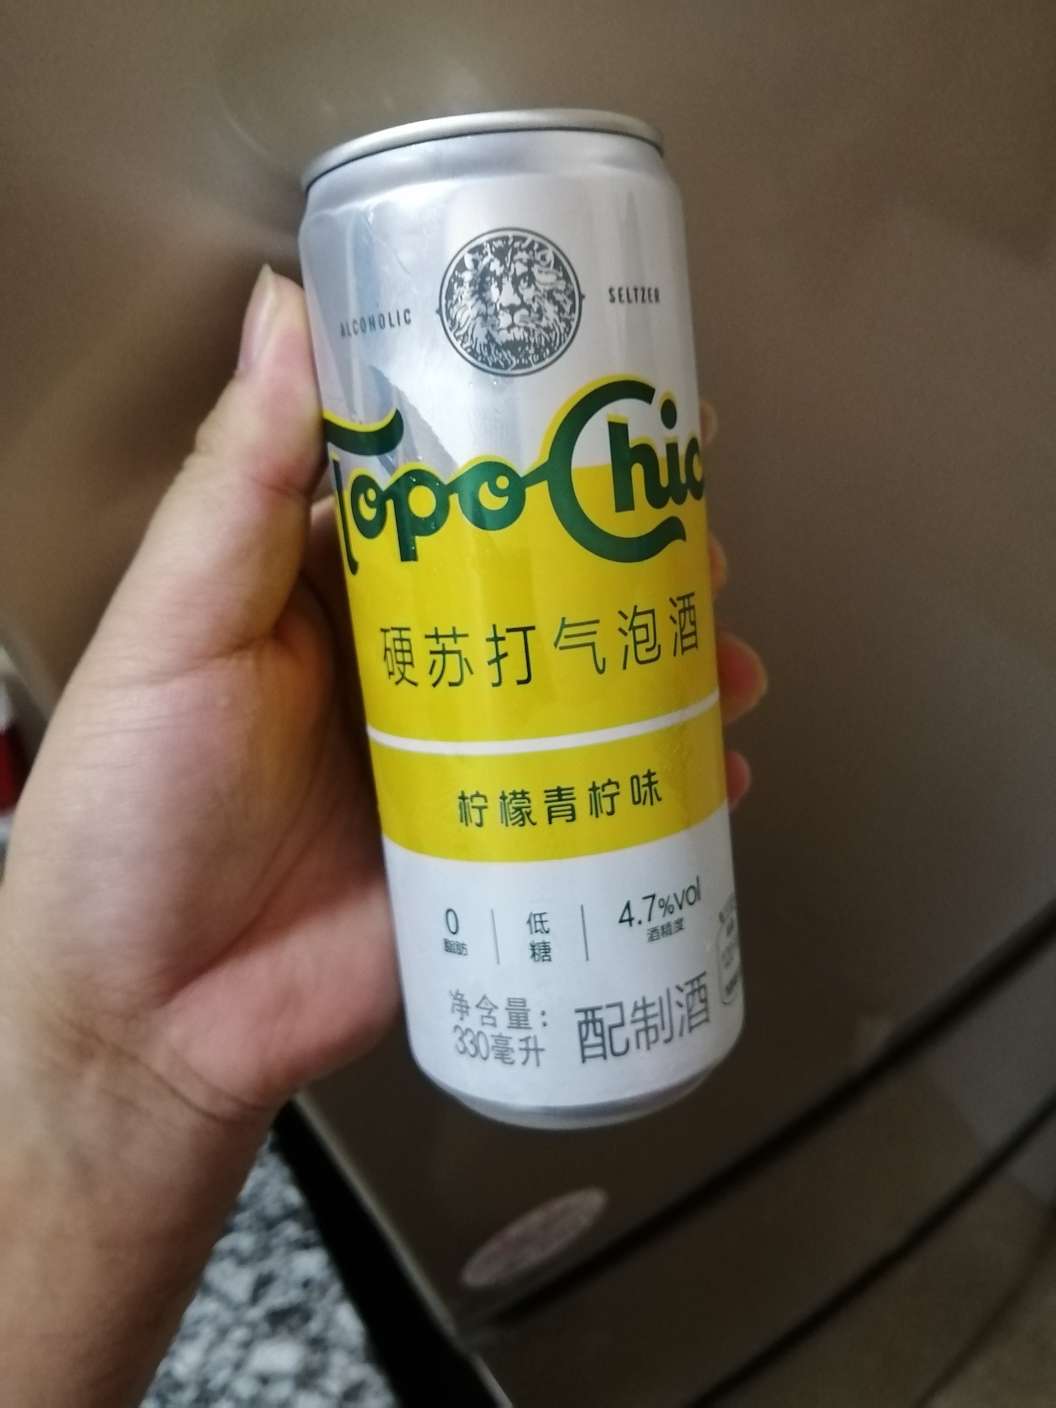 ALCOHOLIC SELTZER
Topo Chic
硬苏打气泡酒
柠檬青柠味
0 低 4.7%vol
脂肪 糖 酒精度
净含量：
330毫升 配制酒